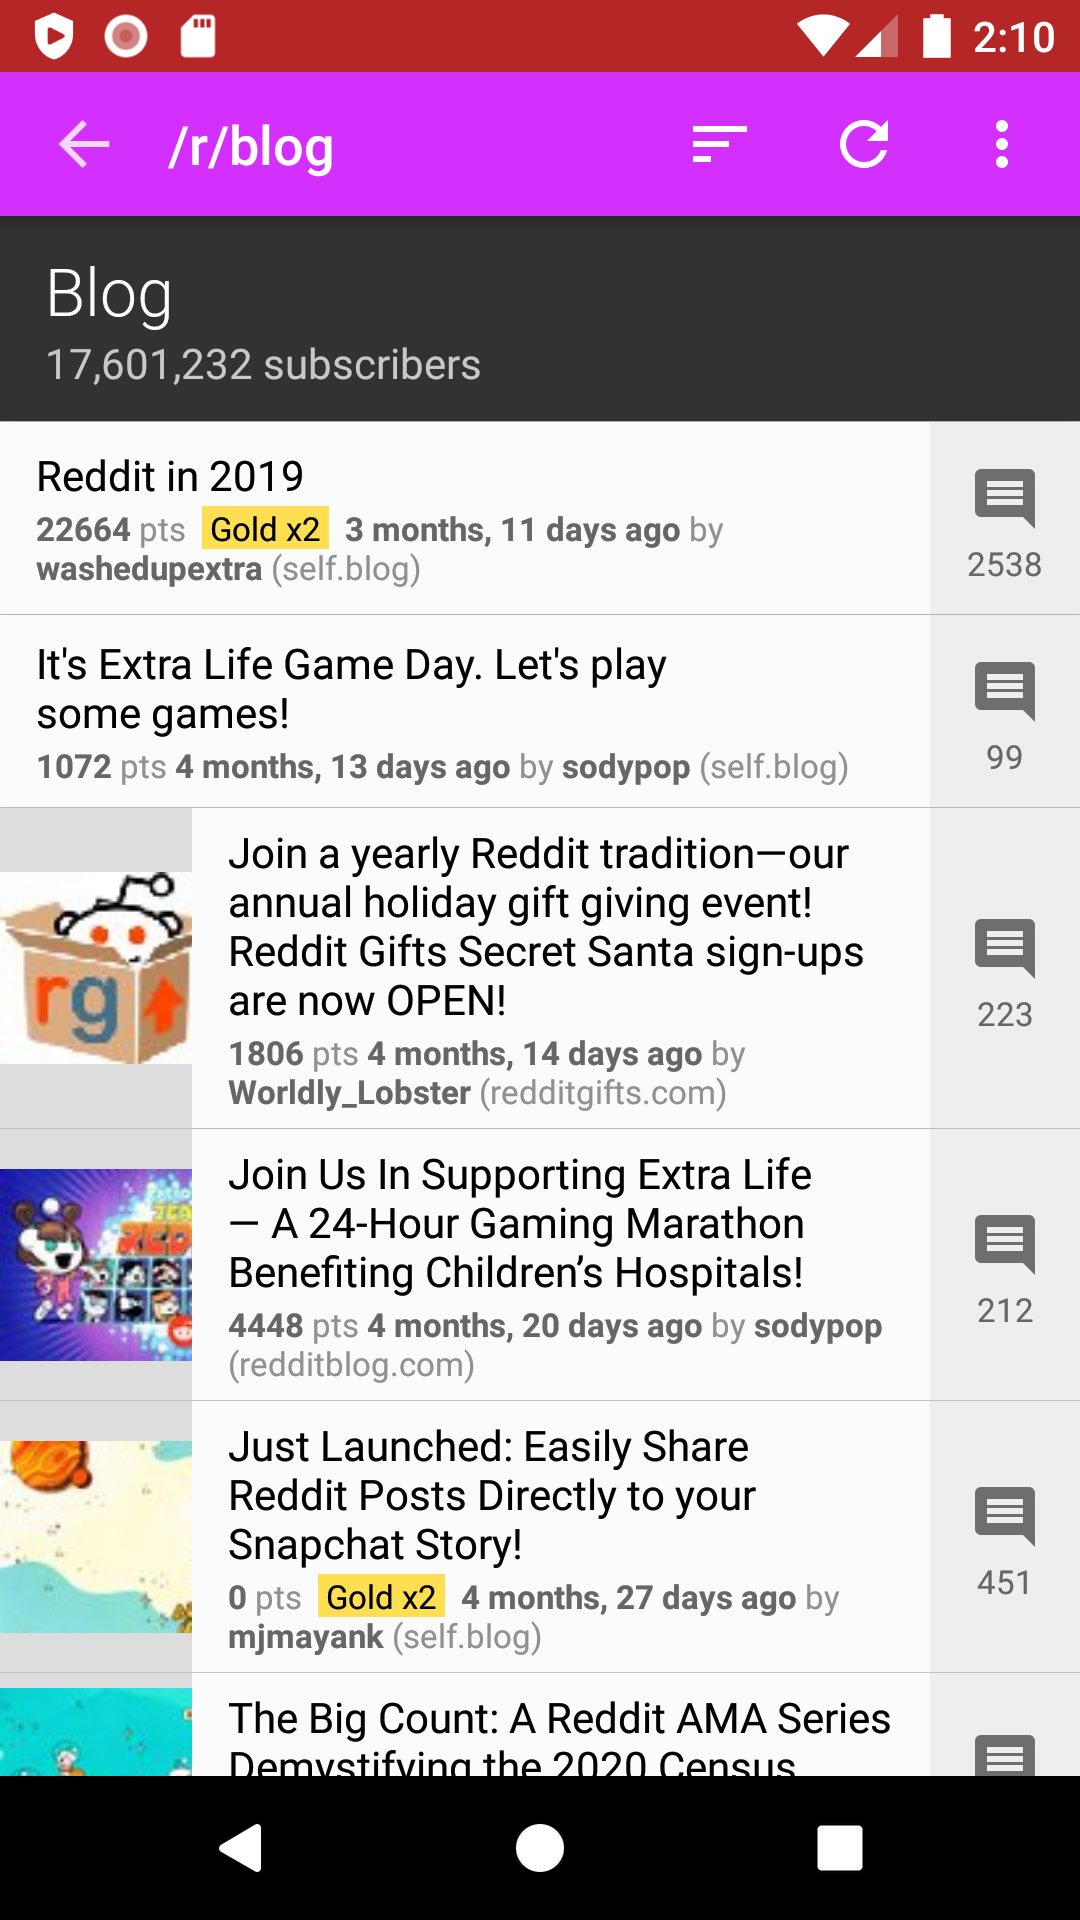 2:10
/r/blog
Blog
17,601,232 subscribers
Reddit in 2019
22664 pts Gold x2 3 months, 11 days ago by
washedupextra (self.blog)
2538
It's Extra Life Game Day. Let's play
some games!
1072 pts 4 months, 13 days ago by sodypop (self.blog)
99
rg
Join a yearly Reddit tradition—our
annual holiday gift giving event!
Reddit Gifts Secret Santa sign-ups
are now OPEN!
1806 pts 4 months, 14 days ago by
Worldly_Lobster (redditgifts.com)
223
Join Us In Supporting Extra Life
— A 24-Hour Gaming Marathon
Benefiting Children’s Hospitals!
4448 pts 4 months, 20 days ago by sodypop
(redditblog.com)
212
Just Launched: Easily Share
Reddit Posts Directly to your
Snapchat Story!
0 pts Gold x2 4 months, 27 days ago by
mjmayank (self.blog)
451
The Big Count: A Reddit AMA Series
Demystifying the 2020 Census